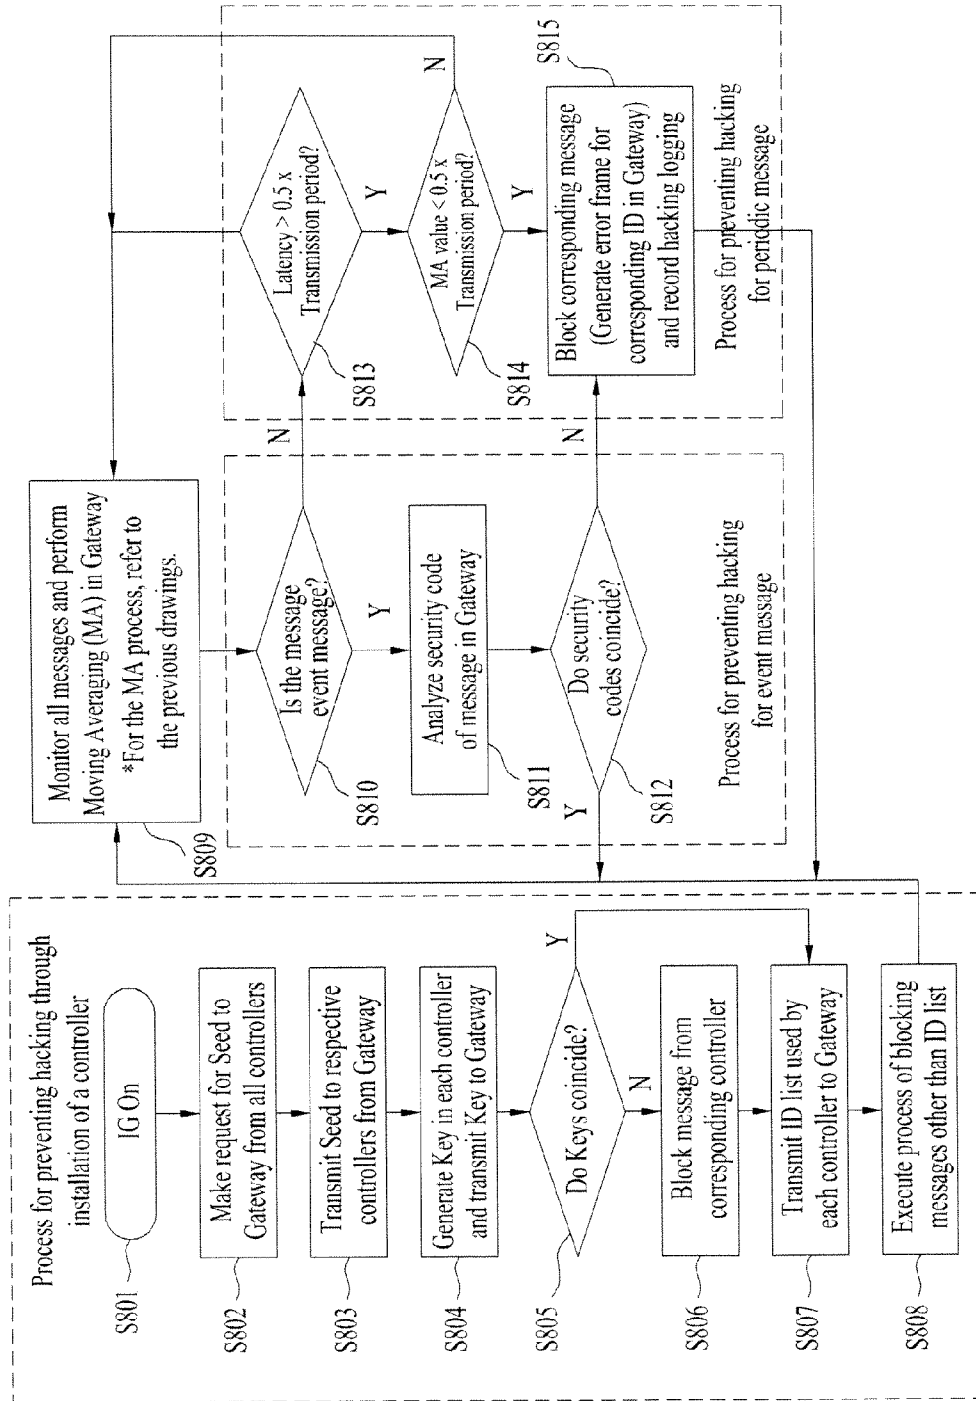 Process for preventing hacking through
installation of a controller
IG On
S801
Make request for Seed to
Gateway from all controllers
S802
Transmit Seed to respective
controllers from Gateway
S803
Generate Key in each controller
and transmit Key to Gateway
S804
Do Keys coincide?
S805
Y
N
Block message from
corresponding controller
S806
Transmit ID list used by
each controller to Gateway
S807
Execute process of blocking
messages other than ID list
S808
Monitor all messages and perform
Moving Averaging (MA) in Gateway
*For the MA process, refer to
the previous drawings.
S809
Is the message
event message?
S810
N
Y
Analyze security code
of message in Gateway
S811
Do security
codes coincide?
S812
Y
N
Process for preventing hacking
for event message
Latency > 0.5 x
Transmission period?
S813
Y
MA value < 0.5 x
Transmission period?
S814
N
Y
Block corresponding message
(Generate error frame for
corresponding ID in Gateway)
and record hacking logging
S815
Process for preventing hacking
for periodic message